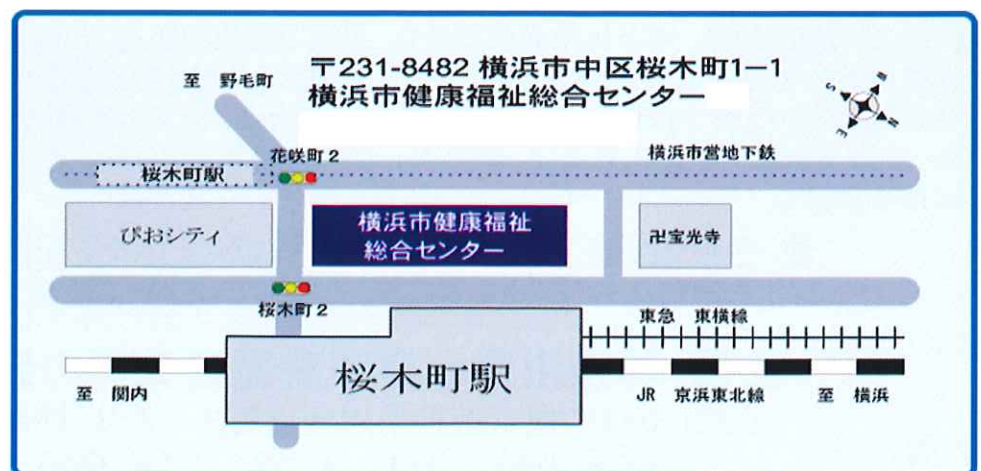 〒231-8482 横浜市中区桜木町1-1
横浜市健康福祉総合センター
至 野毛町
花咲町2
横浜市営地下鉄
桜木町駅
ぴおシティ
横浜市健康福祉
総合センター
卍宝光寺
桜木町2
東急 東横線
桜木町駅
至 関内
JR 京浜東北線 至 横浜
S
E
N